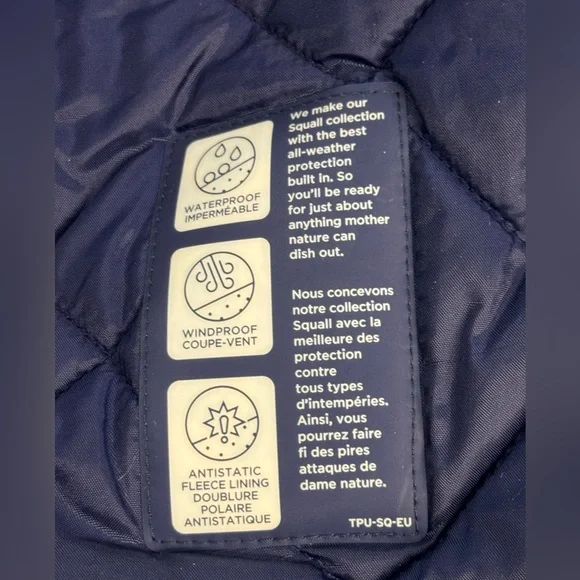 WATERPROOF
IMPERMÉABLE
WINDPROOF
COUPE-VENT
ANTISTATIC
FLEECE LINING
DOUBLURE
POLAIRE
ANTISTATIQUE
We make our
Squall collection
with the best
all-weather
protection
built in. So
you'll be ready
for just about
anything mother
nature can
dish out.
Nous concevons
notre collection
Squall avec la
meilleure des
protection
contre
tous types
d'intempéries.
Ainsi, vous
pourrez faire
fi des pires
attaques de
dame nature.
TPU-SQ-EU